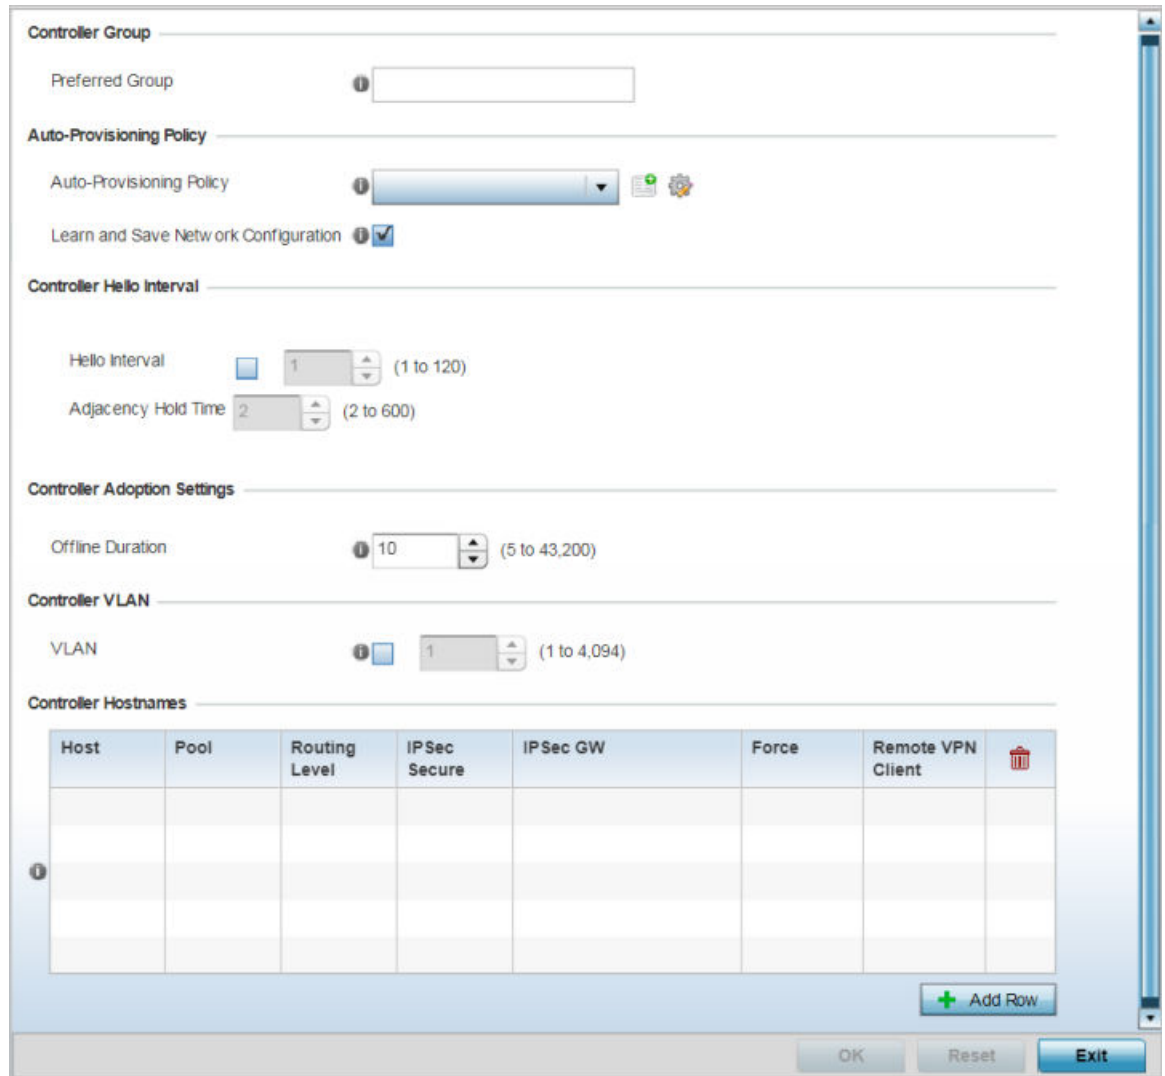 Controller Group
Preferred Group
Auto-Provisioning Policy
Auto-Provisioning Policy
Learn and Save Network Configuration
Controller Hello Interval
Hello Interval 1 (1 to 120)
Adjacency Hold Time 2 (2 to 600)
Controller Adoption Settings
Offline Duration 10 (5 to 43,200)
Controller VLAN
VLAN 1 (1 to 4,094)
Controller Hostnames
Host Pool Routing Level IPSec Secure IPSec GW Force Remote VPN Client
Add Row
OK Reset Exit